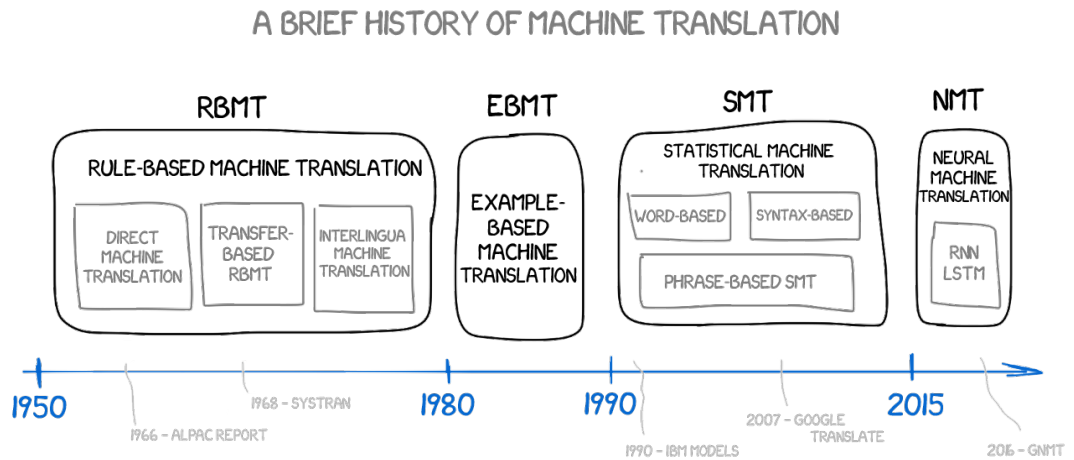 A BRIEF HISTORY OF MACHINE TRANSLATION
RBMT
RULE-BASED MACHINE TRANSLATION
DIRECT
MACHINE
TRANSLATION
TRANSFER-
BASED
RBMT
INTERLINGUA
MACHINE
TRANSLATION
EBMT
EXAMPLE-
BASED
MACHINE
TRANSLATION
SMT
STATISTICAL MACHINE
TRANSLATION
WORD-BASED
SYNTAX-BASED
PHRASE-BASED SMT
NMT
NEURAL
MACHINE
TRANSLATION
RNN
LSTM
1950
1980
1990
2015
1966 - ALPAC REPORT
1968 - SYSTRAN
1990 - IBM MODELS
2007 - GOOGLE
TRANSLATE
2016 - GNMT